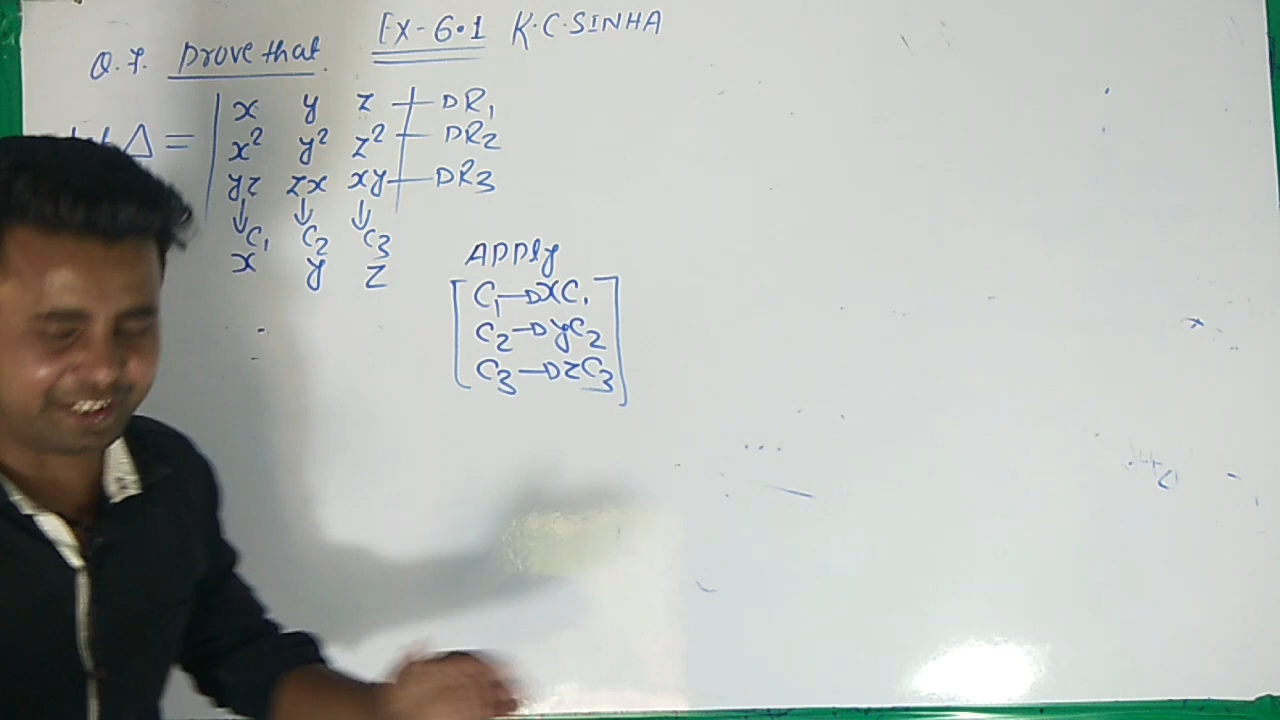 Ex-6.1 K.C.SINHA
Q.7. prove that
Δ = | x y z | → R1
x² y² z² → R2
yz zx xy → R3
↓ ↓ ↓
C1 C2 C3
x y z
Apply
[ C1 → xC1
C2 → yC2
C3 → zC3 ]